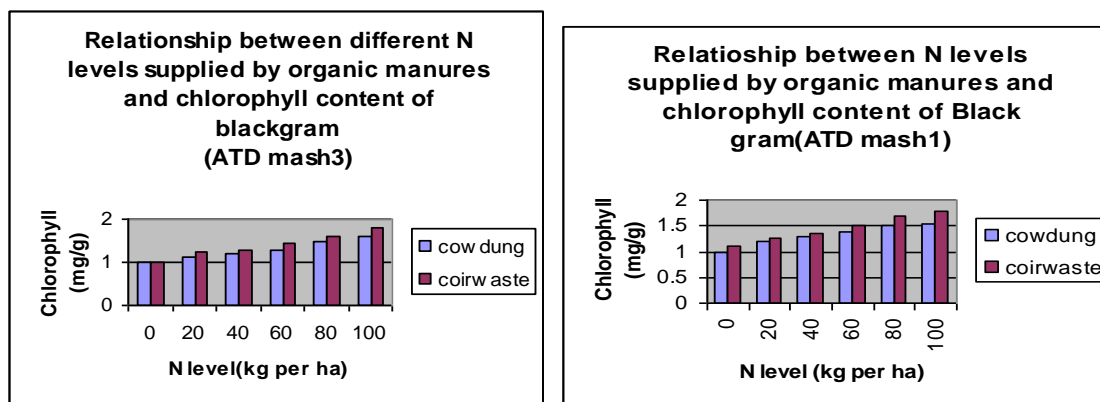 Relationship between different N
levels supplied by organic manures
and chlorophyll content of
blackgram
(ATD mash3)
Chlorophyll
(mg/g)
2
1
0
0 20 40 60 80 100
N level(kg per ha)
cow dung
coirw aste
Relatioship between N levels
supplied by organic manures and
chlorophyll content of Black
gram(ATD mash1)
Chlorophyll
(mg/g)
2
1.5
1
0.5
0
0 20 40 60 80 100
N level (kg per ha)
cowdung
coirwaste